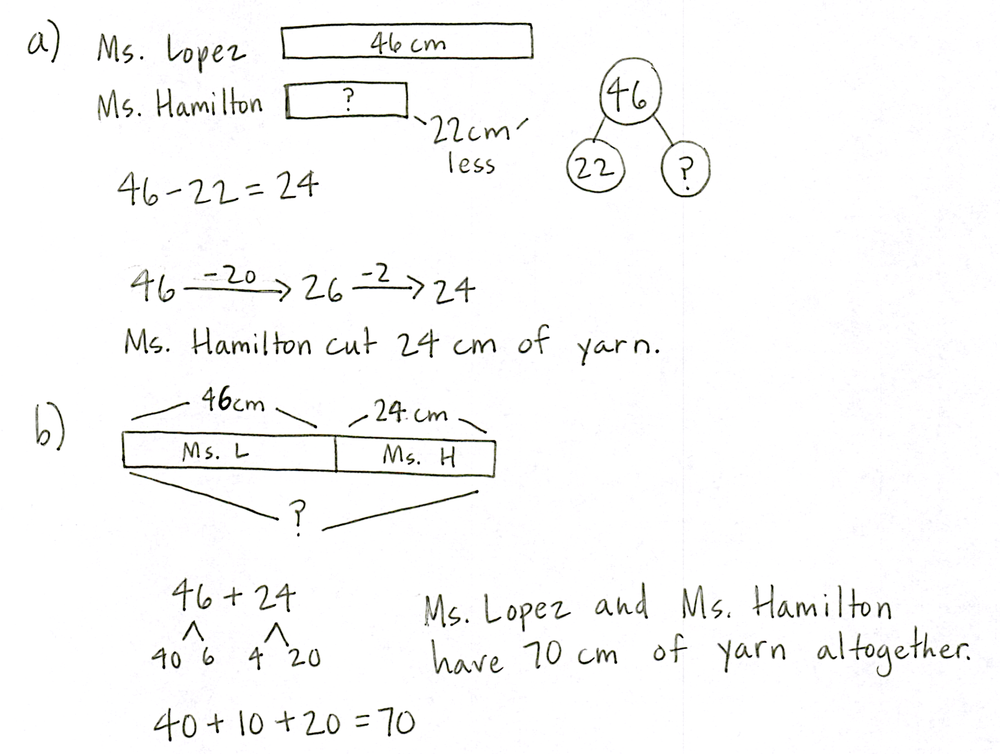 a) Ms. Lopez 46 cm
Ms. Hamilton ?
22cm
less
46
22 ?
46-22=24
46 -20 > 26 -2 > 24
Ms. Hamilton cut 24 cm of yarn.
b) 46cm 24 cm
Ms. L Ms. H
?
46 + 24
40 6 4 20
Ms. Lopez and Ms. Hamilton
have 70 cm of yarn altogether.
40 + 10 + 20 = 70